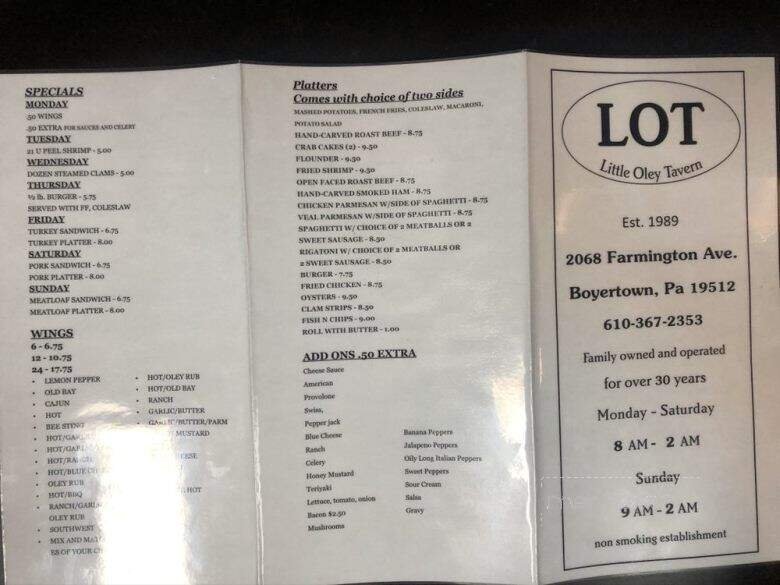 SPECIALS
MONDAY
.50 WINGS
.50 EXTRA FOR SAUCES AND CELERY
TUESDAY
21 U PEEL SHRIMP - 5.00
WEDNESDAY
DOZEN STEAMED CLAMS - 5.00
THURSDAY
½ lb. BURGER - 5.75
SERVED WITH FF, COLESLAW
FRIDAY
TURKEY SANDWICH - 6.75
TURKEY PLATTER - 8.00
SATURDAY
PORK SANDWICH - 6.75
PORK PLATTER - 8.00
SUNDAY
MEATLOAF SANDWICH - 6.75
MEATLOAF PLATTER - 8.00
WINGS
6 - 6.75
12 - 10.75
24 - 17.75
• LEMON PEPPER
• OLD BAY
• CAJUN
• HOT
• BEE STING
• HOT/
• HOT/
• HOT/
• HOT/BLUE
• OLEY RUB
• HOT/BBQ
• RANCH/
OLEY RUB
• SOUTHWEST
• MIX AND
ES OF YOUR
• HOT/OLEY RUB
• HOT/OLD BAY
• RANCH
• GARLIC/BUTTER
• GARLIC/BUTTER/PARM
MUSTARD
HOT
Platters
Comes with choice of two sides
MASHED POTATOES, FRENCH FRIES, COLESLAW, MACARONI,
POTATO SALAD
HAND-CARVED ROAST BEEF - 8.75
CRAB CAKES (2) - 9.50
FLOUNDER - 9.50
FRIED SHRIMP - 9.50
OPEN FACED ROAST BEEF - 8.75
HAND-CARVED SMOKED HAM - 8.75
CHICKEN PARMESAN W/SIDE OF SPAGHETTI - 8.75
VEAL PARMESAN W/SIDE OF SPAGHETTI - 8.75
SPAGHETTI W/ CHOICE OF 2 MEATBALLS OR 2
SWEET SAUSAGE - 8.50
RIGATONI W/ CHOICE OF 2 MEATBALLS OR
2 SWEET SAUSAGE - 8.50
BURGER - 7.75
FRIED CHICKEN - 8.75
OYSTERS - 9.50
CLAM STRIPS - 8.50
FISH N CHIPS - 9.00
ROLL WITH BUTTER - 1.00
ADD ONS .50 EXTRA
Cheese Sauce
American
Provolone
Swiss,
Pepper jack
Blue Cheese
Ranch
Celery
Honey Mustard
Teriyaki
Lettuce, tomato, onion
Bacon $2.50
Mushrooms
Banana Peppers
Jalapeno Peppers
Oily Long Italian Peppers
Sweet Peppers
Sour Cream
Salsa
Gravy
LOT
Little Oley Tavern
Est. 1989
2068 Farmington Ave.
Boyertown, Pa 19512
610-367-2353
Family owned and operated
for over 30 years
Monday - Saturday
8 AM - 2 AM
Sunday
9 AM - 2 AM
non smoking establishment